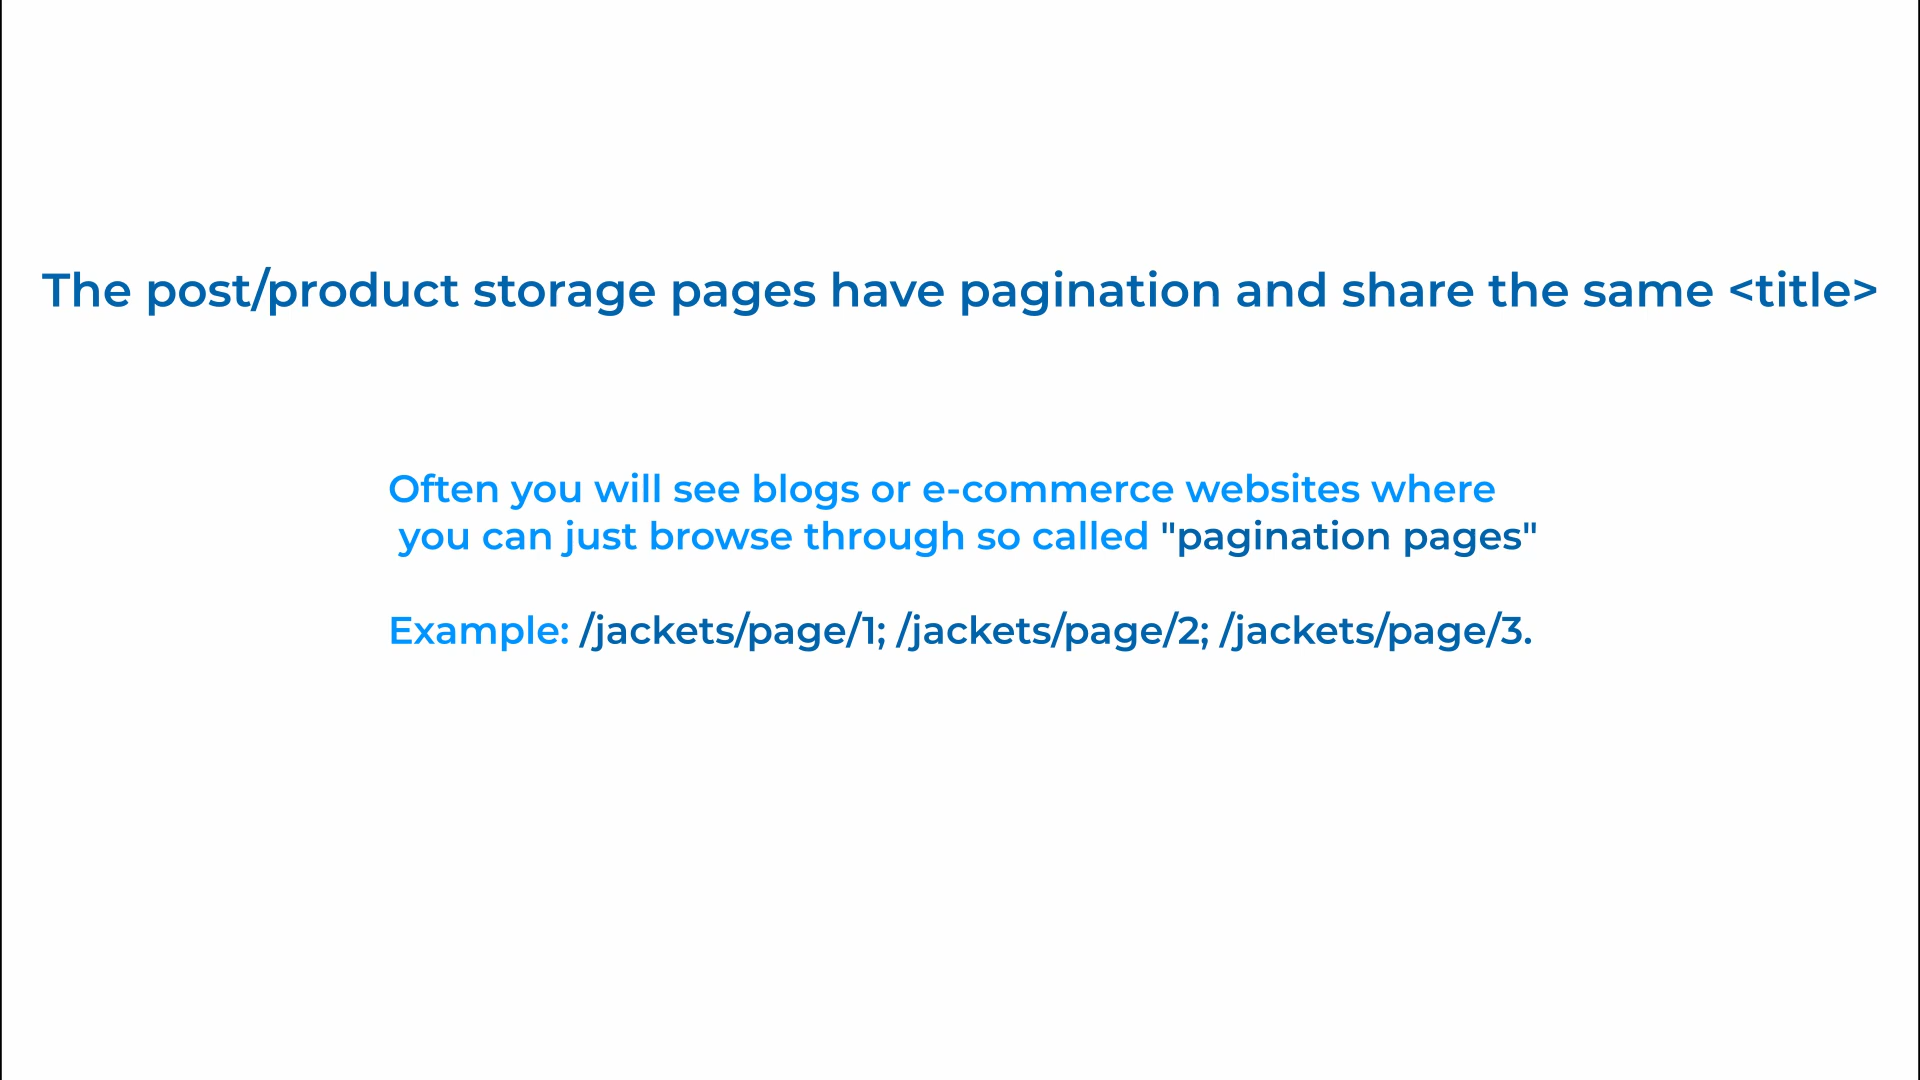 The post/product storage pages have pagination and share the same <title>
Often you will see blogs or e-commerce websites where
you can just browse through so called "pagination pages"
Example: /jackets/page/1; /jackets/page/2; /jackets/page/3.